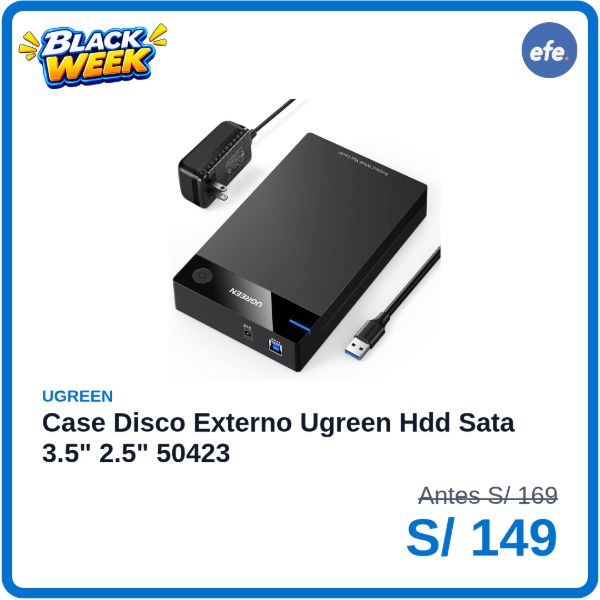 BLACK
WEEK
efe.
UGREEN
UGREEN
Case Disco Externo Ugreen Hdd Sata
3.5" 2.5" 50423
Antes S/ 169
S/ 149